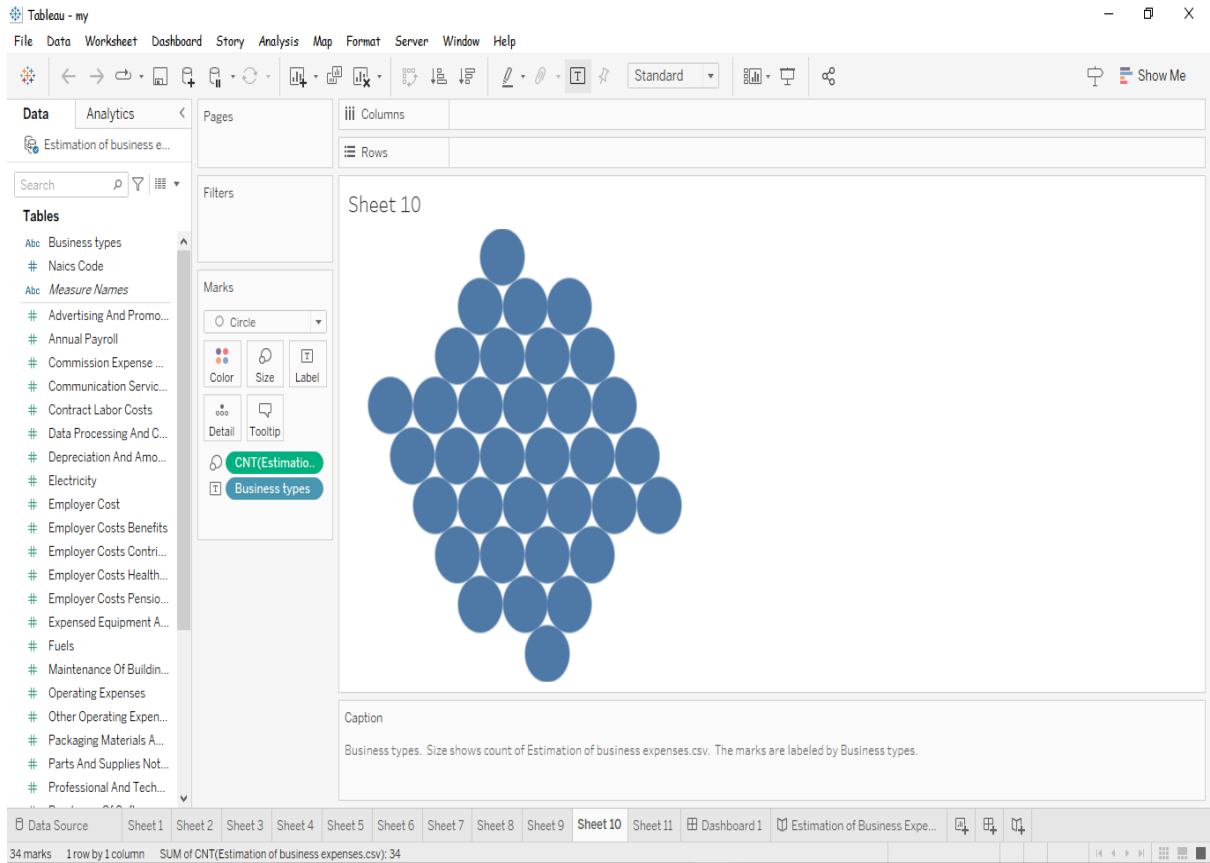 Tableau - my
File Data Worksheet Dashboard Story Analysis Map Format Server Window Help
Standard
Show Me
Data Analytics
Estimation of business e...
Search
Tables
Abc Business types
# Naics Code
Abc Measure Names
# Advertising And Promo...
# Annual Payroll
# Commission Expense ...
# Communication Servic...
# Contract Labor Costs
# Data Processing And C...
# Depreciation And Amo...
# Electricity
# Employer Cost
# Employer Costs Benefits
# Employer Costs Contri...
# Employer Costs Health...
# Employer Costs Pensio...
# Expensed Equipment A...
# Fuels
# Maintenance Of Buildin...
# Operating Expenses
# Other Operating Expen...
# Packaging Materials A...
# Parts And Supplies Not...
# Professional And Tech...
Pages
Filters
Marks
Circle
Color Size Label
Detail Tooltip
CNT(Estimatio..
Business types
Columns
Rows
Sheet 10
Caption
Business types. Size shows count of Estimation of business expenses.csv. The marks are labeled by Business types.
Data Source Sheet 1 Sheet 2 Sheet 3 Sheet 4 Sheet 5 Sheet 6 Sheet 7 Sheet 8 Sheet 9 Sheet 10 Sheet 11 Dashboard 1 Estimation of Business Expe...
34 marks 1 row by 1 column SUM of CNT(Estimation of business expenses.csv): 34